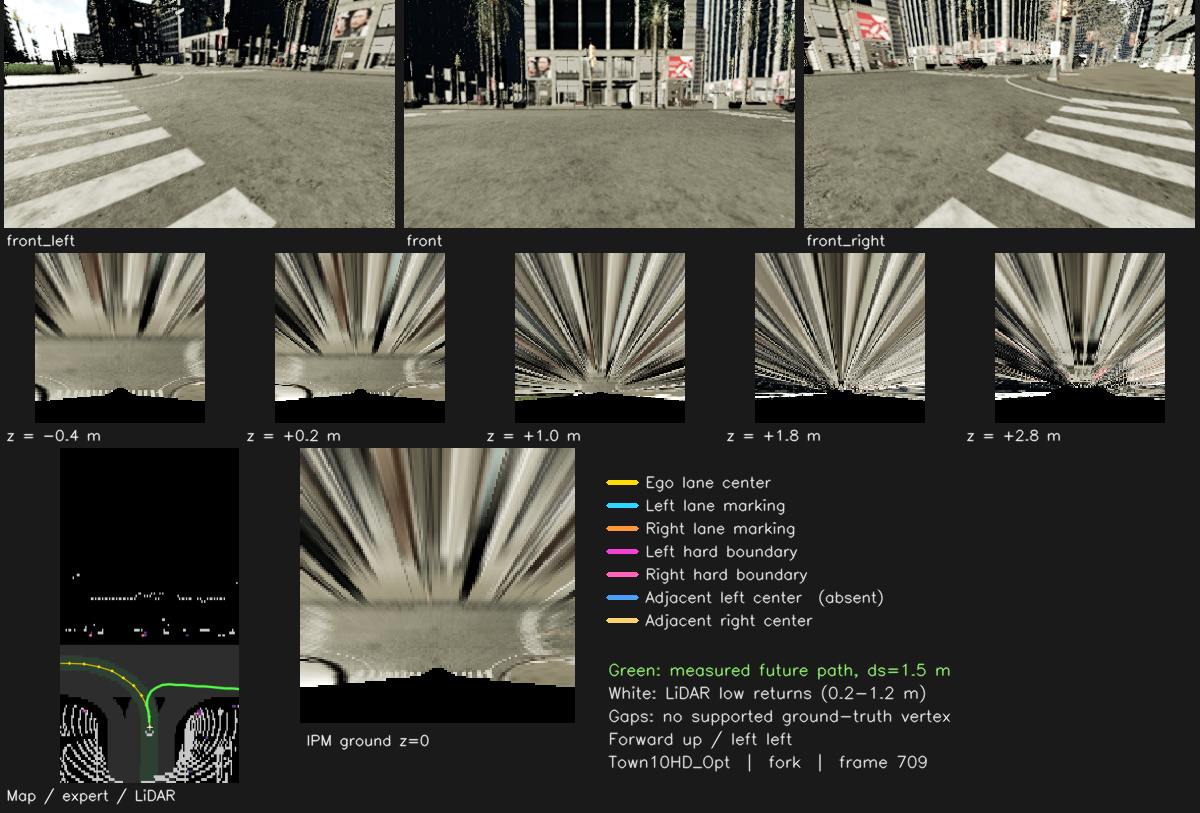 front_left
front
front_right
z = −0.4 m
z = +0.2 m
z = +1.0 m
z = +1.8 m
z = +2.8 m
Ego lane center
Left lane marking
Right lane marking
Left hard boundary
Right hard boundary
Adjacent left center (absent)
Adjacent right center
Green: measured future path, ds=1.5 m
White: LiDAR low returns (0.2−1.2 m)
Gaps: no supported ground−truth vertex
Forward up / left left
Town10HD_Opt | fork | frame 709
IPM ground z=0
Map / expert / LiDAR